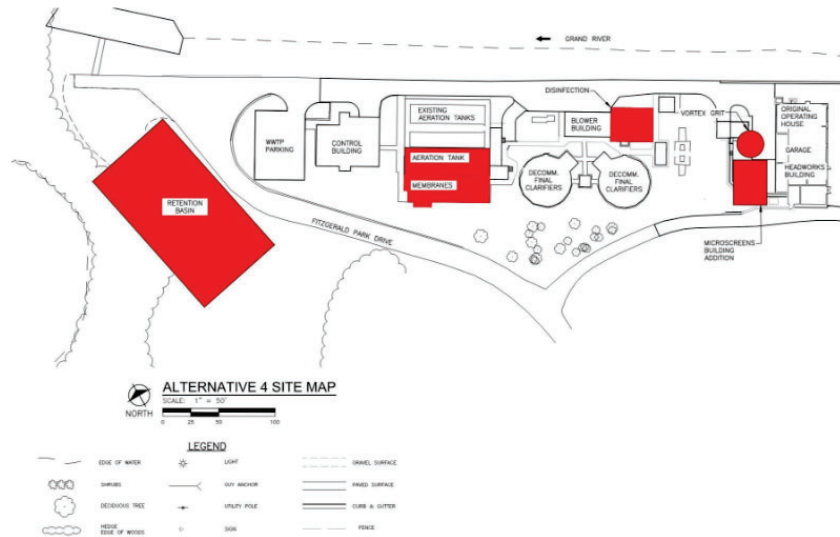 GRAND RIVER
DISINFECTION
EXISTING
AERATION TANKS
BLOWER
BUILDING
VORTEX GRIT
ORIGINAL
OPERATING
HOUSE
WWTP
PARKING
CONTROL
BUILDING
GARAGE
AERATION TANK
HEADWORKS
BUILDING
MEMBRANES
DECOMM.
FINAL
CLARIFIERS
DECOMM.
FINAL
CLARIFIERS
RETENTION
BASIN
FITZGERALD PARK DRIVE
MICROSCREENS
BUILDING
ADDITION
ALTERNATIVE 4 SITE MAP
SCALE: 1" = 50'
NORTH
0 25 50 100
LEGEND
EDGE OF WATER
LIGHT
GRAVEL SURFACE
SHRUBS
GUY ANCHOR
PAVED SURFACE
DECIDUOUS TREE
UTILITY POLE
CURB & GUTTER
HEDGE
EDGE OF WOODS
SIGN
FENCE